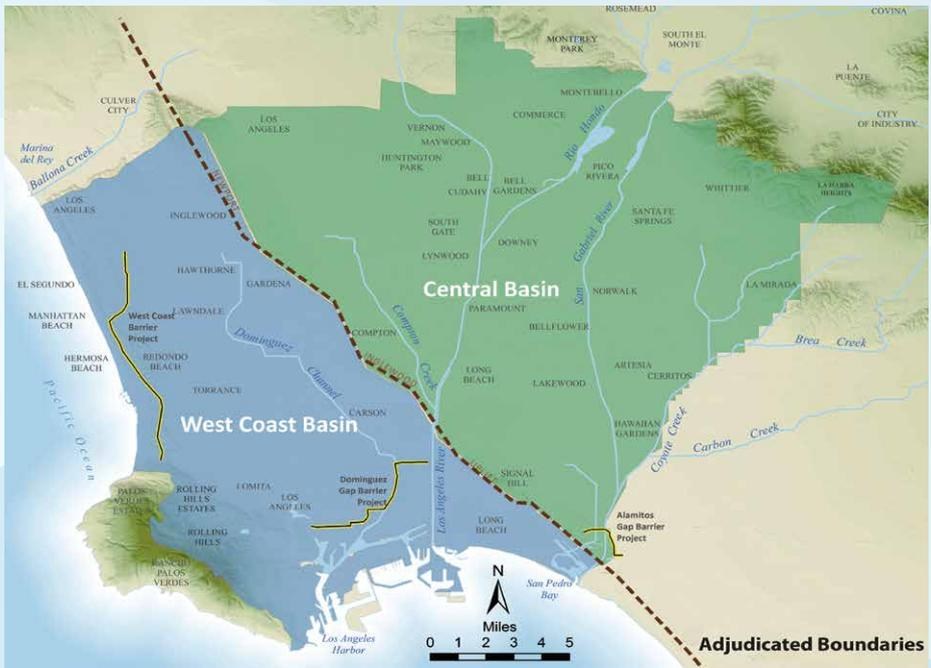 ROSEMEAD
COVINA
MONTEREY
PARK
SOUTH EL
MONTE
LA
PUENTE
CITY
OF INDUSTRY
MONTEBELLO
CULVER
CITY
LOS
ANGELES
COMMERCE
VERNON
MAYWOOD
Rio Hondo
Marina
del Rey
Ballona Creek
HUNTINGTON
PARK
PICO
RIVERA
BELL
CUDAHY
BELL
GARDENS
WHITTIER
LA HABRA
HEIGHTS
LOS
ANGELES
INGLEWOOD
SOUTH
GATE
SANTA FE
SPRINGS
San Gabriel River
DOWNEY
LYNWOOD
HAWTHORNE
GARDENA
EL SEGUNDO
Central Basin
NORWALK
LA MIRADA
PARAMOUNT
MANHATTAN
BEACH
West Coast
Barrier
Project
LAWNDALE
Compton Creek
COMPTON
BELLFLOWER
Dominguez Channel
Brea Creek
HERMOSA
BEACH
REDONDO
BEACH
INGLEWOOD
LONG
BEACH
ARTESIA
CERRITOS
LAKEWOOD
TORRANCE
Pacific Ocean
CARSON
West Coast Basin
HAWAIIAN
GARDENS
Coyote Creek
Carbon Creek
Los Angeles River
SIGNAL
HILL
Dominguez
Gap Barrier
Project
PALOS
VERDES
ESTATES
ROLLING
HILLS
ESTATES
LOMITA
LOS
ANGELES
LONG
BEACH
Alamitos
Gap Barrier
Project
ROLLING
HILLS
RANCHO
PALOS
VERDES
San Pedro
Bay
N
Miles
0 1 2 3 4 5
Los Angeles
Harbor
Adjudicated Boundaries